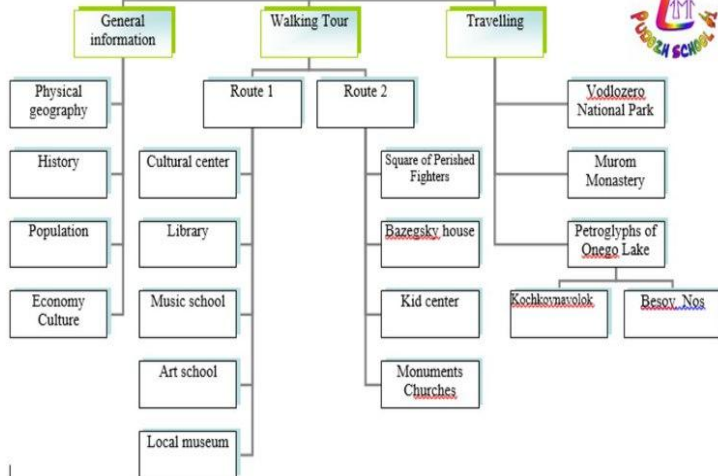 General
information
Walking Tour
Travelling
PUDOZH SCHOOL
Physical
geography
History
Population
Economy
Culture
Route 1
Cultural center
Library
Music school
Art school
Local museum
Route 2
Square of Perished
Fighters
Bazegsky house
Kid center
Monuments
Churches
Vodlozero
National Park
Murom
Monastery
Petroglyphs of
Onego Lake
Kochkovnavolok
Besov Nos